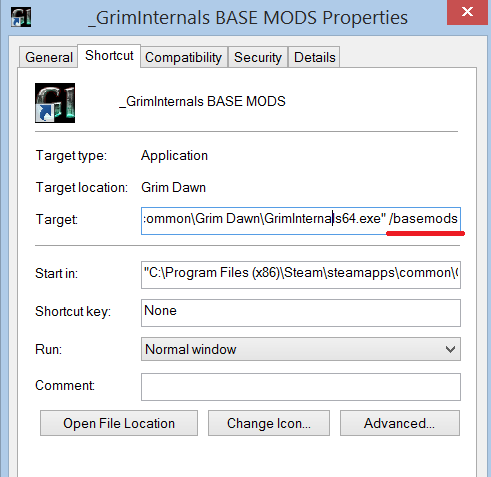 _GrimInternals BASE MODS Properties
General Shortcut Compatibility Security Details
GI
_GrimInternals BASE MODS
Target type: Application
Target location: Grim Dawn
Target: :ommon\Grim Dawn\GrimInternals64.exe" /basemods
Start in: "C:\Program Files (x86)\Steam\steamapps\common\G
Shortcut key: None
Run: Normal window
Comment:
Open File Location Change Icon... Advanced...